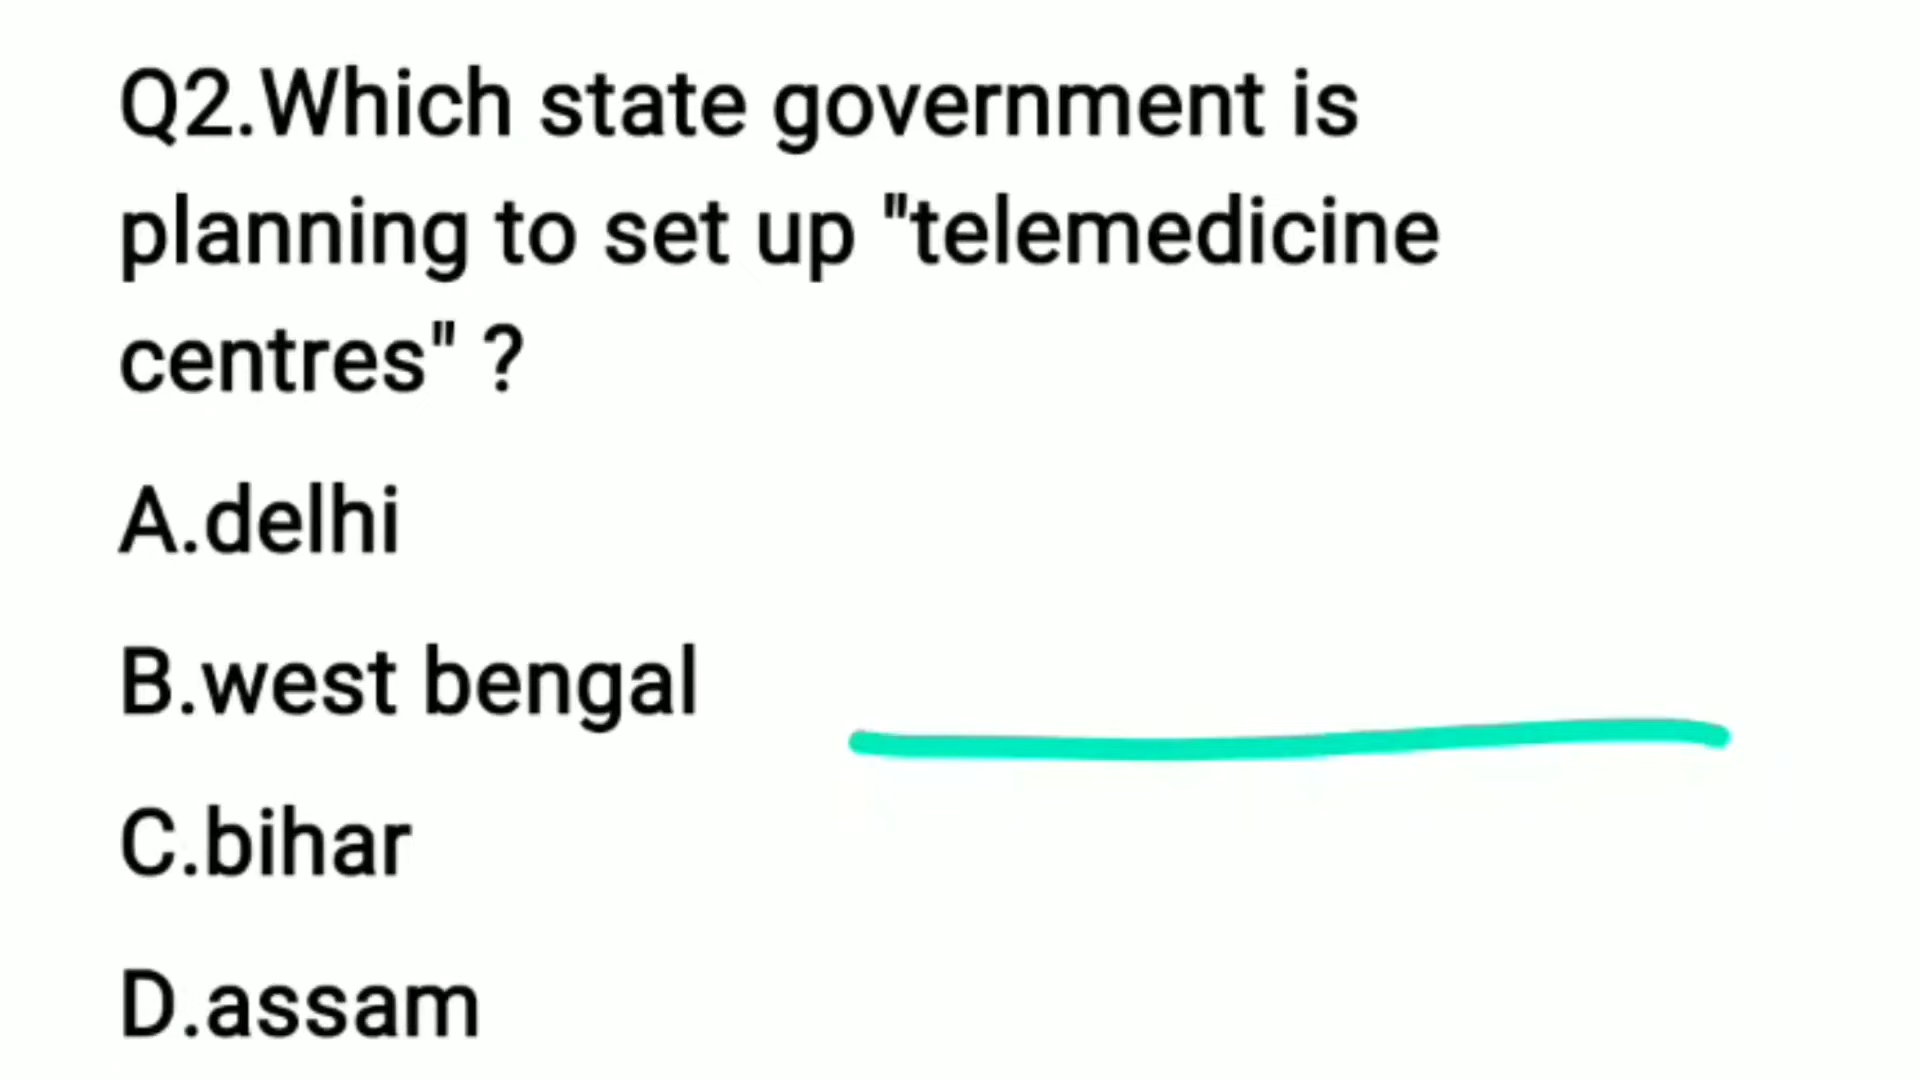 Q2.Which state government is
planning to set up "telemedicine
centres" ?
A.delhi
B.west bengal
C.bihar
D.assam